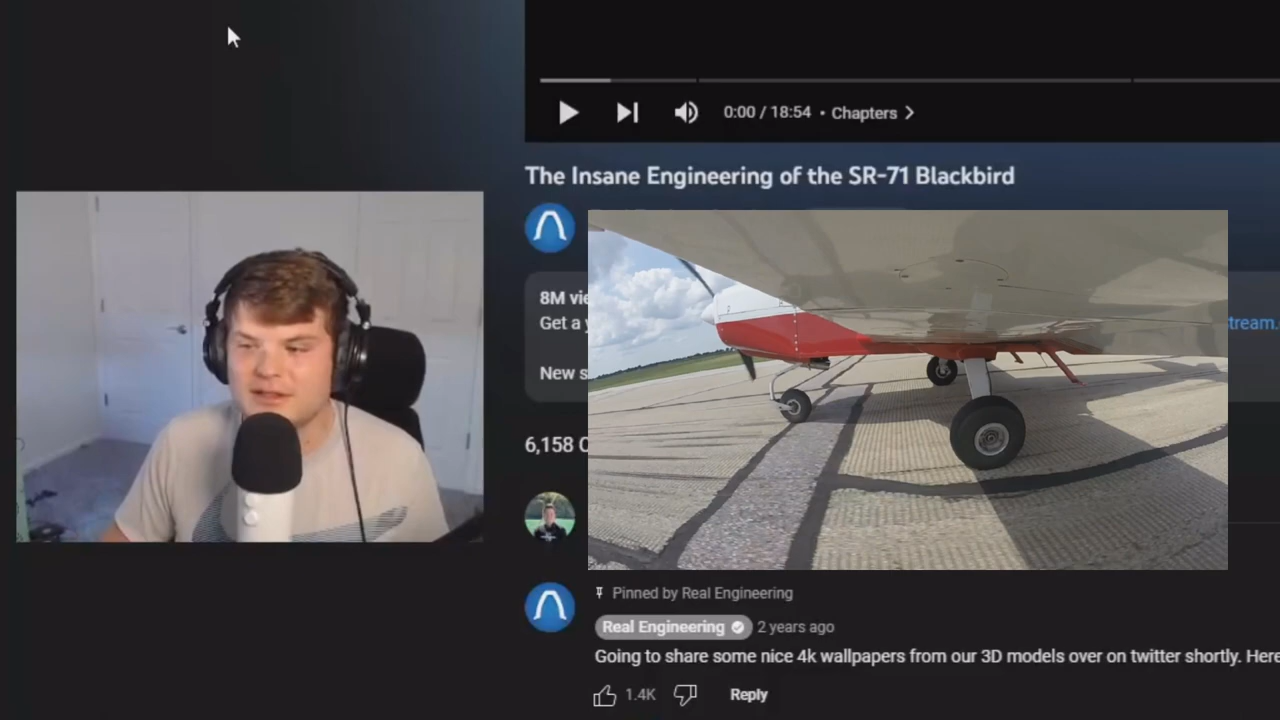 0:00 / 18:54 • Chapters
The Insane Engineering of the SR-71 Blackbird
8M
Get a
New
6,158
Pinned by Real Engineering
Real Engineering 2 years ago
Going to share some nice 4k wallpapers from our 3D models over on twitter shortly. Here
1.4K Reply